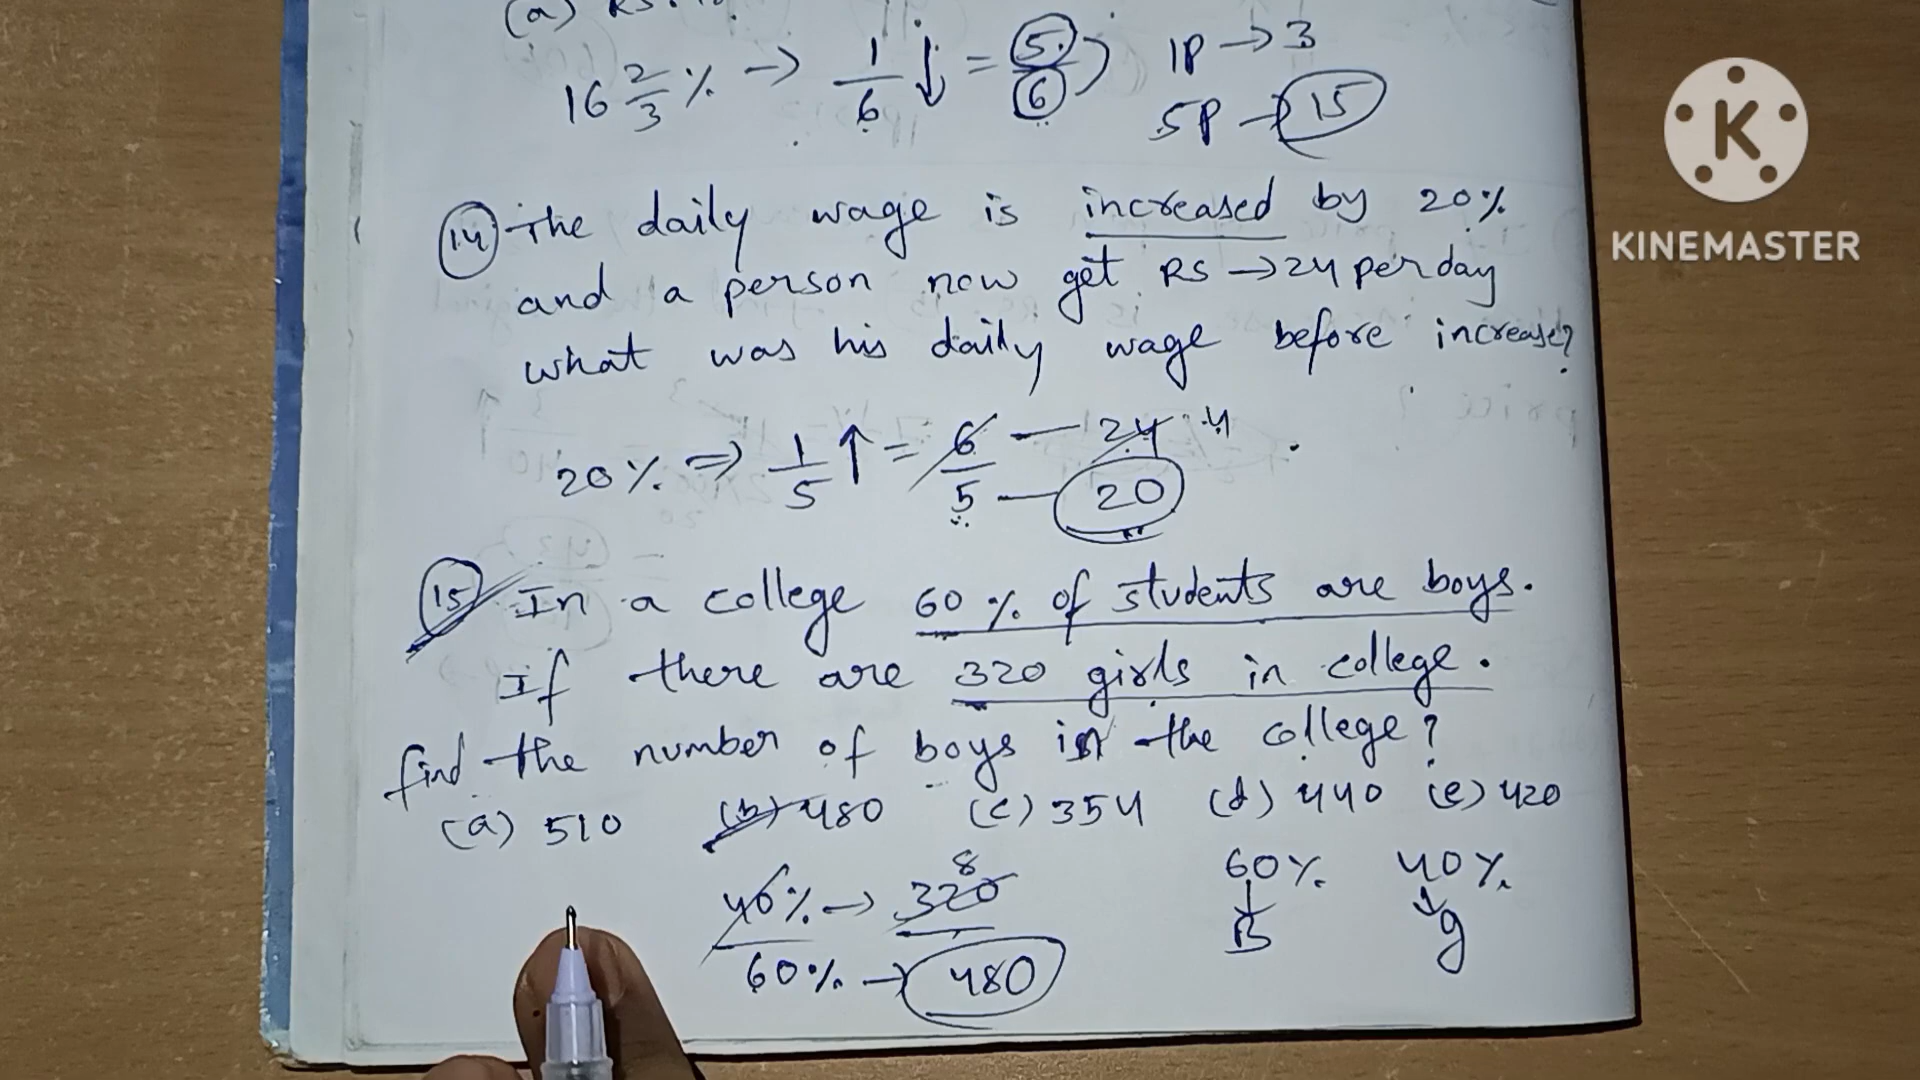 (a) Rs.
16 2/3 % → 1/6 ↓ = 5/6 ) 1P → 3
5P → 15
K
KINEMASTER
(14) The daily wage is increased by 20%
and a person now get RS → 24 per day
what was his daily wage before increase?
20% ⇒ 1/5 ↑ = 6/5 — 24 4
— 20
(15) In a college 60% of students are boys.
If there are 320 girls in college.
find the number of boys in the college?
(a) 510 (b) 480 (c) 354 (d) 440 (e) 420
40% → 320 8 60% 40%
60% → 480 B g